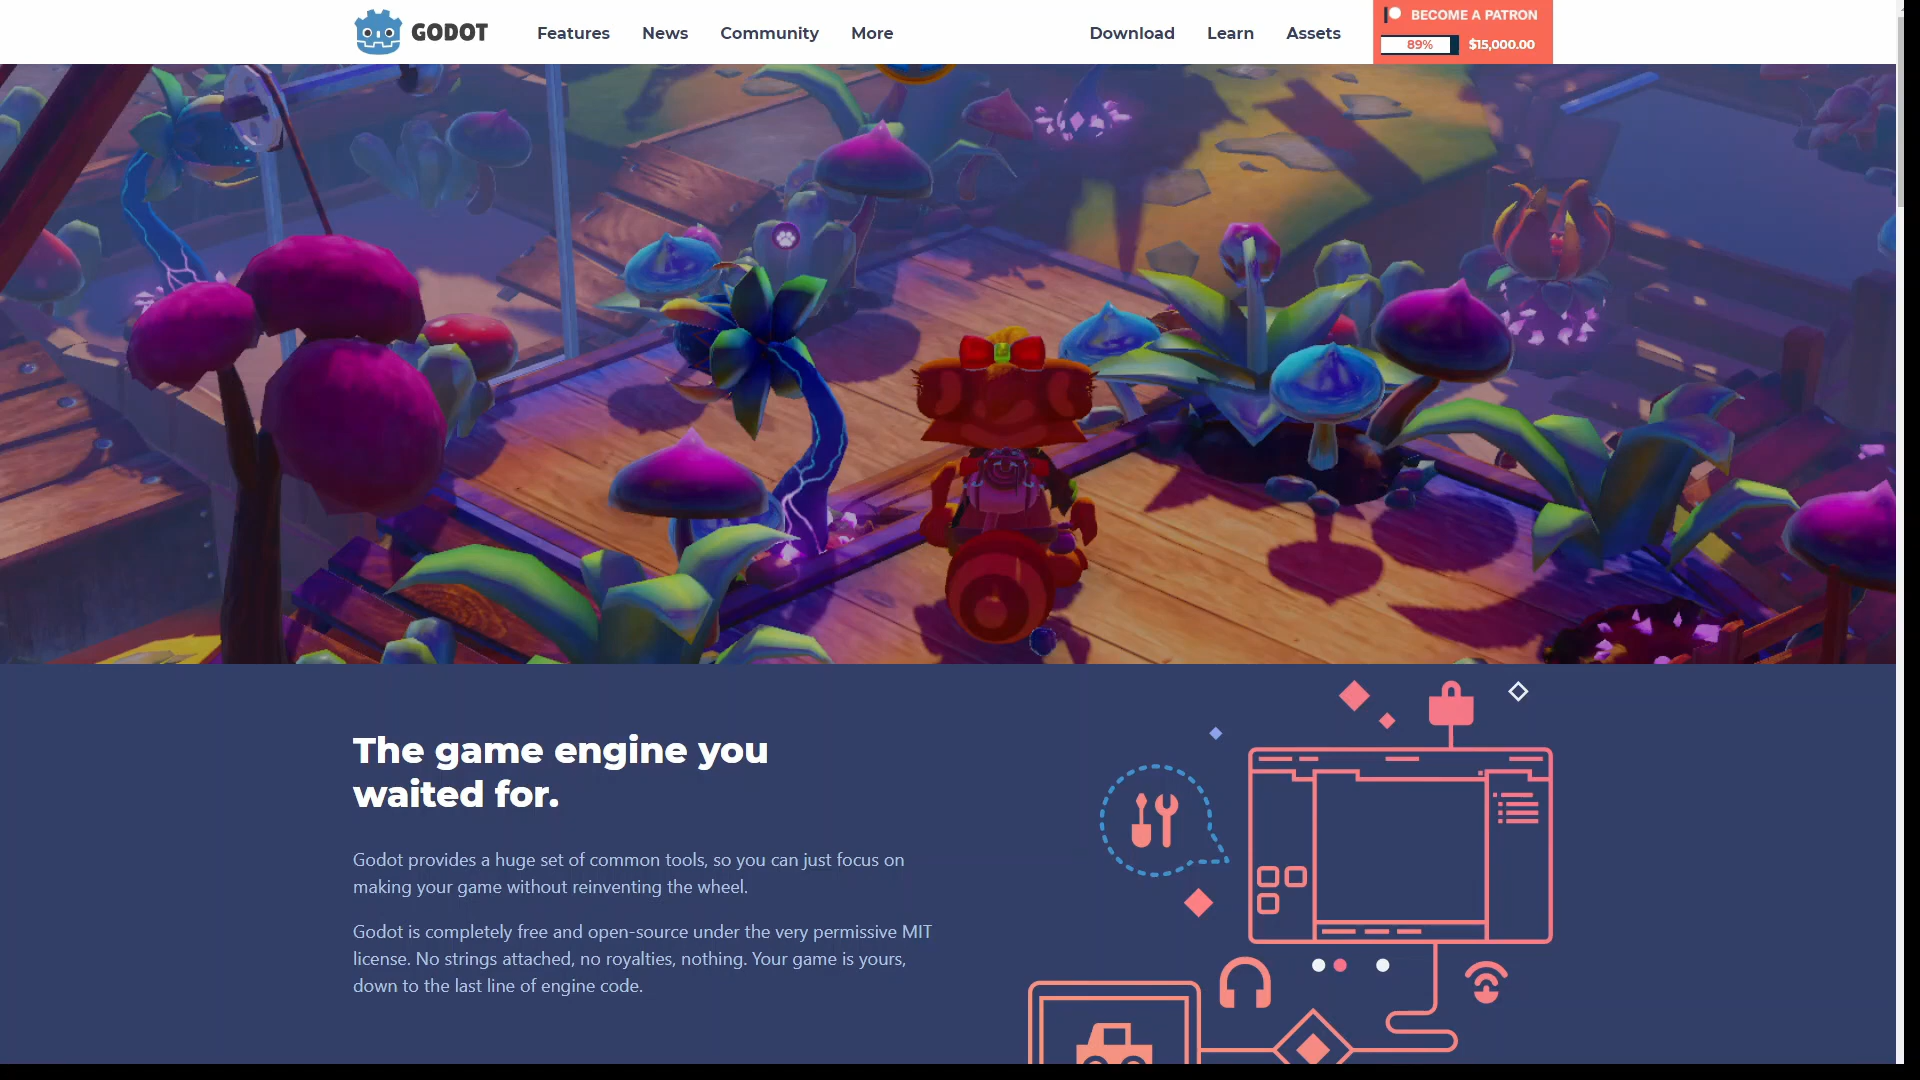 GODOT
Features
News
Community
More
Download
Learn
Assets
BECOME A PATRON
89%
$15,000.00
The game engine you
waited for.
Godot provides a huge set of common tools, so you can just focus on
making your game without reinventing the wheel.
Godot is completely free and open-source under the very permissive MIT
license. No strings attached, no royalties, nothing. Your game is yours,
down to the last line of engine code.